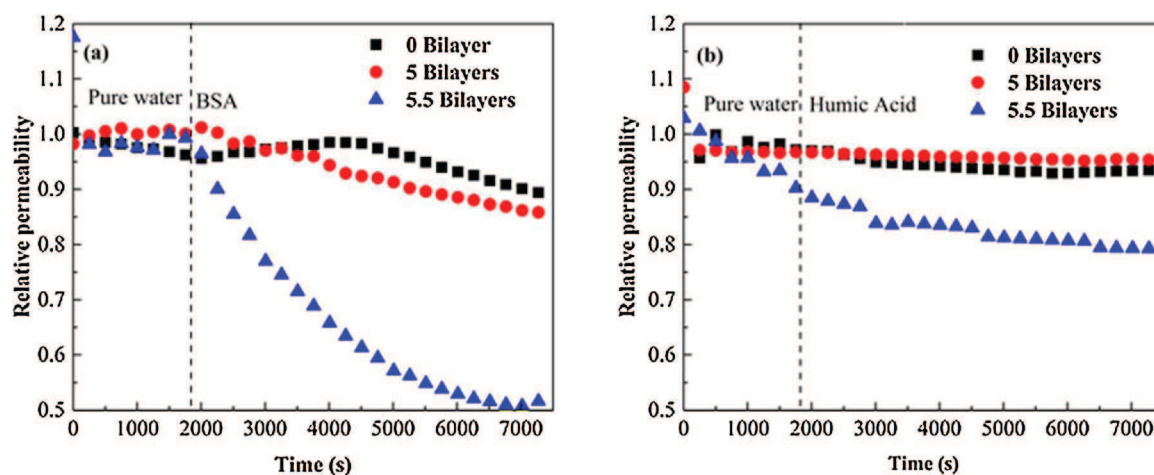 (a)
0 Bilayer
5 Bilayers
5.5 Bilayers
Pure water
BSA
1.2
1.1
1.0
0.9
0.8
0.7
0.6
0.5
Relative permeability
0 1000 2000 3000 4000 5000 6000 7000
Time (s)
(b)
0 Bilayers
5 Bilayers
5.5 Bilayers
Pure water
Humic Acid
1.2
1.1
1.0
0.9
0.8
0.7
0.6
0.5
Relative permeability
0 1000 2000 3000 4000 5000 6000 7000
Time (s)